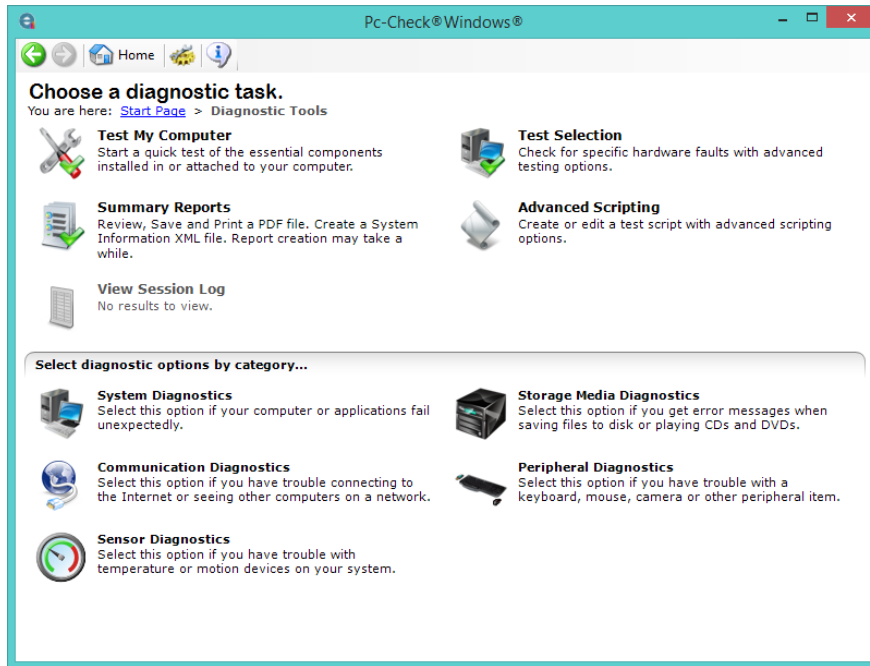 Pc-Check®Windows®
Home
Choose a diagnostic task.
You are here: Start Page > Diagnostic Tools
Test My Computer
Start a quick test of the essential components
installed in or attached to your computer.
Test Selection
Check for specific hardware faults with advanced
testing options.
Summary Reports
Review, Save and Print a PDF file. Create a System
Information XML file. Report creation may take a
while.
Advanced Scripting
Create or edit a test script with advanced scripting
options.
View Session Log
No results to view.
Select diagnostic options by category...
System Diagnostics
Select this option if your computer or applications fail
unexpectedly.
Storage Media Diagnostics
Select this option if you get error messages when
saving files to disk or playing CDs and DVDs.
Communication Diagnostics
Select this option if you have trouble connecting to
the Internet or seeing other computers on a network.
Peripheral Diagnostics
Select this option if you have trouble with a
keyboard, mouse, camera or other peripheral item.
Sensor Diagnostics
Select this option if you have trouble with
temperature or motion devices on your system.